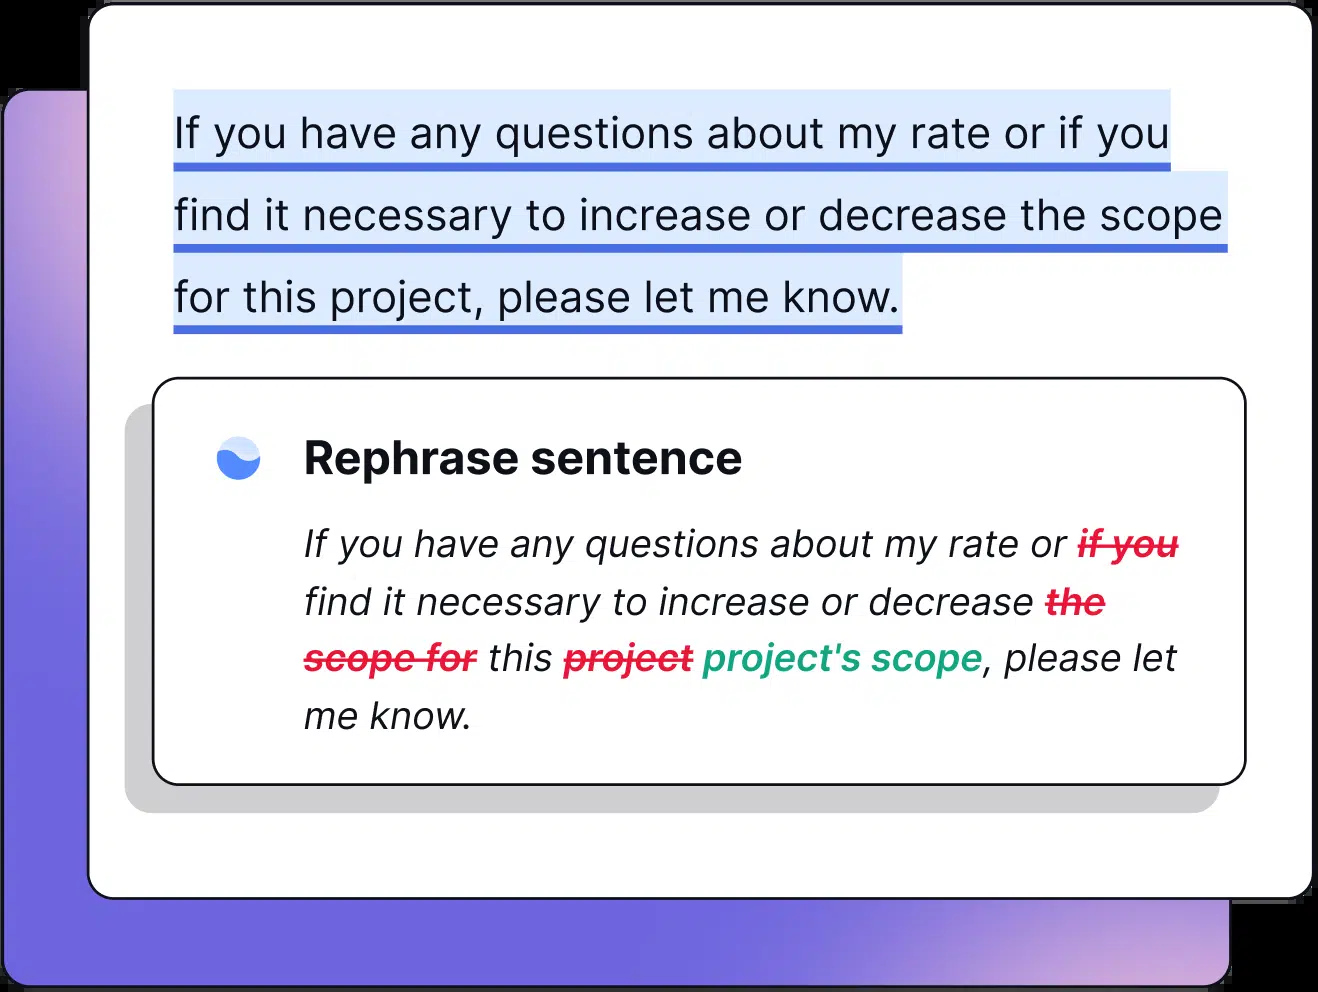 If you have any questions about my rate or if you
find it necessary to increase or decrease the scope
for this project, please let me know.
Rephrase sentence
If you have any questions about my rate or if you
find it necessary to increase or decrease the
scope for this project project's scope, please let
me know.